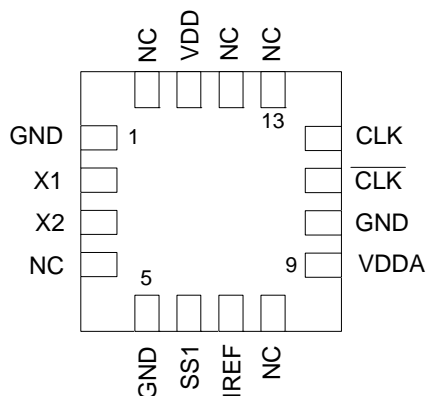 NC VDD NC NC
13
GND 1 CLK
X1 C̅L̅K̅
X2 GND
NC 9 VDDA
5
GND SS1 IREF NC